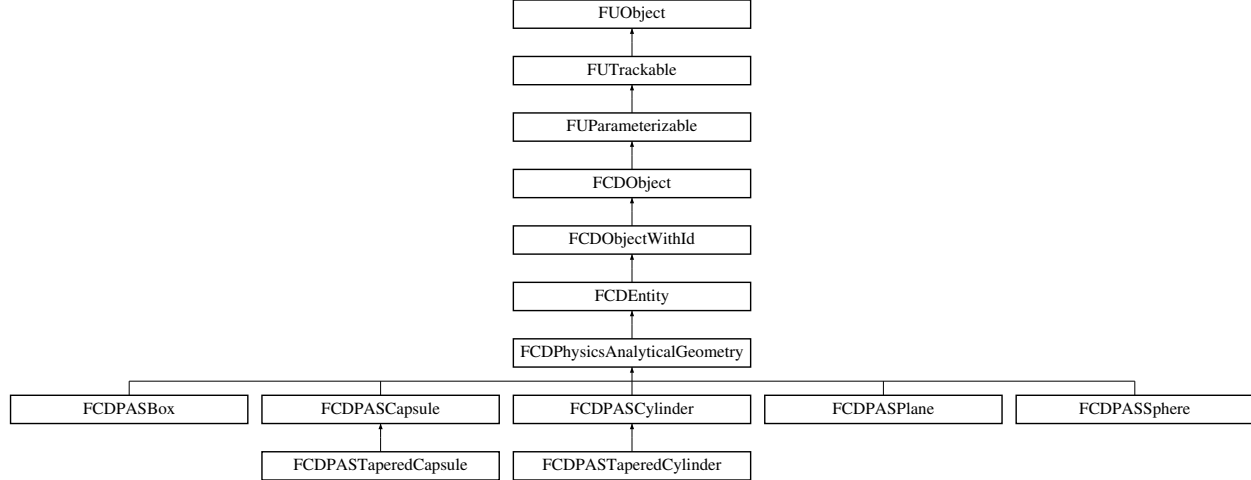 FUObject
FUTrackable
FUParameterizable
FCDObject
FCDObjectWithId
FCDEntity
FCDPhysicsAnalyticalGeometry
FCDPASBox FCDPASCapsule FCDPASCylinder FCDPASPlane FCDPASSphere
FCDPASTaperedCapsule FCDPASTaperedCylinder